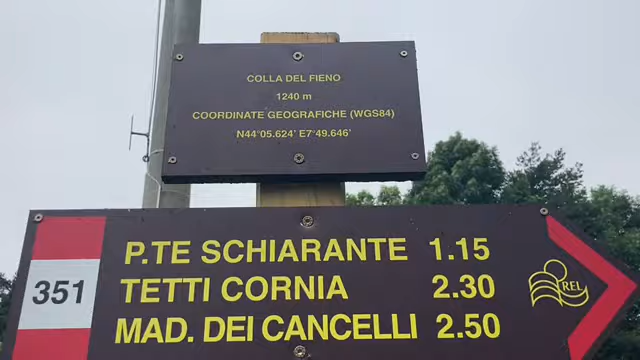 COLLA DEL FIENO
1240 m
COORDINATE GEOGRAFICHE (WGS84)
N44°05.624' E7°49.646'
351
P.TE SCHIARANTE 1.15
TETTI CORNIA 2.30
MAD. DEI CANCELLI 2.50
REL